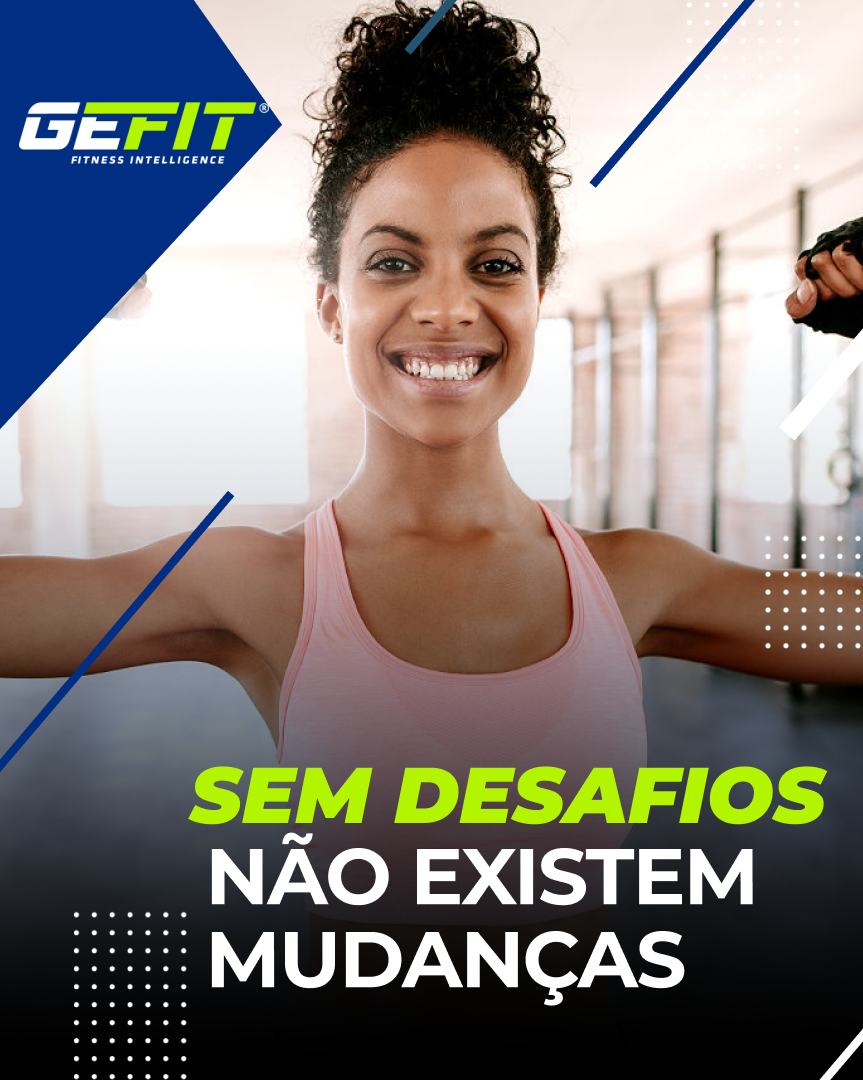 GEFIT®
FITNESS INTELLIGENCE
SEM DESAFIOS
NÃO EXISTEM
MUDANÇAS